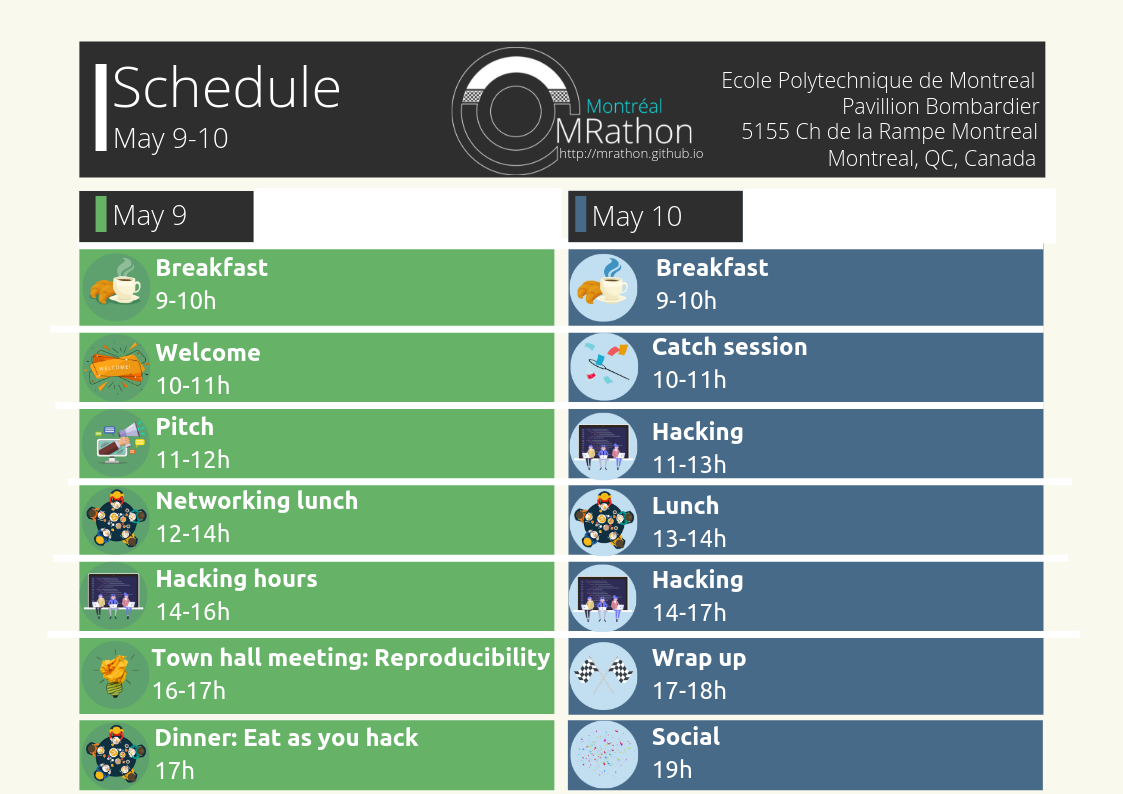 Schedule
May 9-10
Montréal
MRathon
http://mrathon.github.io
Ecole Polytechnique de Montreal
Pavillion Bombardier
5155 Ch de la Rampe Montreal
Montreal, QC, Canada
May 9
Breakfast
9-10h
WELCOME!
Welcome
10-11h
Pitch
11-12h
Networking lunch
12-14h
Hacking hours
14-16h
Town hall meeting: Reproducibility
16-17h
Dinner: Eat as you hack
17h
May 10
Breakfast
9-10h
Catch session
10-11h
Hacking
11-13h
Lunch
13-14h
Hacking
14-17h
Wrap up
17-18h
Social
19h